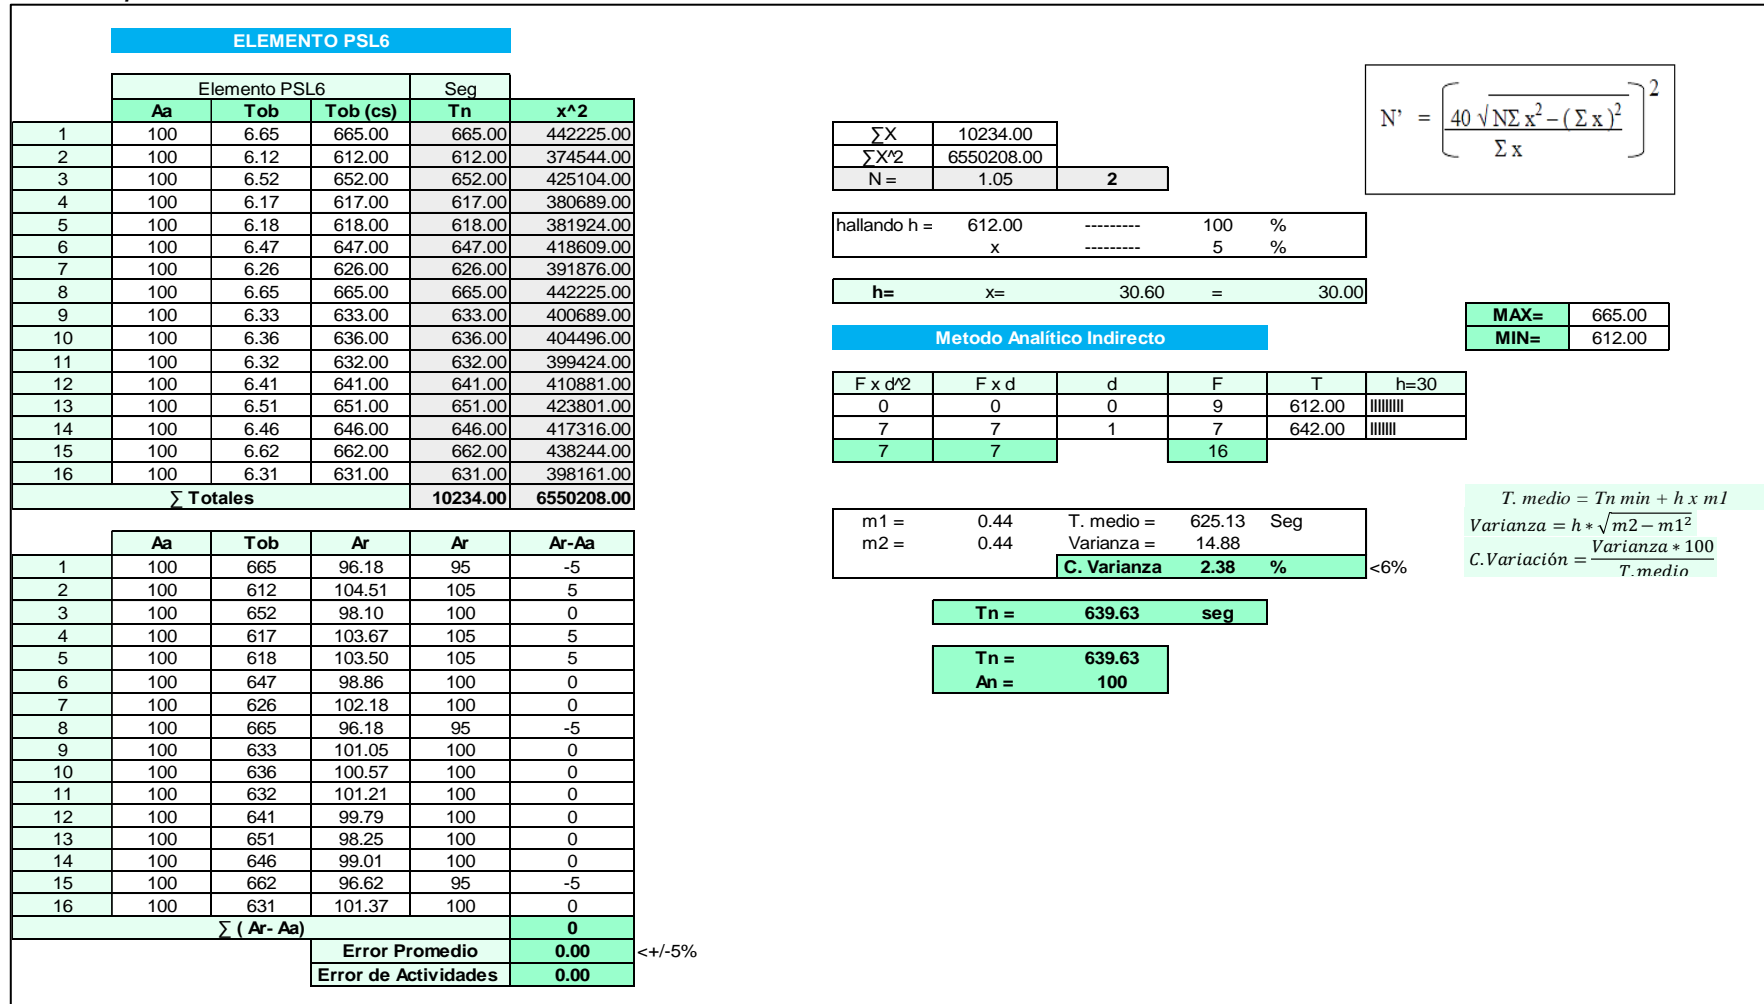 ELEMENTO PSL6
Elemento PSL6 Seg
Aa Tob Tob (cs) Tn x^2
1 100 6.65 665.00 665.00 442225.00
2 100 6.12 612.00 612.00 374544.00
3 100 6.52 652.00 652.00 425104.00
4 100 6.17 617.00 617.00 380689.00
5 100 6.18 618.00 618.00 381924.00
6 100 6.47 647.00 647.00 418609.00
7 100 6.26 626.00 626.00 391876.00
8 100 6.65 665.00 665.00 442225.00
9 100 6.33 633.00 633.00 400689.00
10 100 6.36 636.00 636.00 404496.00
11 100 6.32 632.00 632.00 399424.00
12 100 6.41 641.00 641.00 410881.00
13 100 6.51 651.00 651.00 423801.00
14 100 6.46 646.00 646.00 417316.00
15 100 6.62 662.00 662.00 438244.00
16 100 6.31 631.00 631.00 398161.00
∑ Totales 10234.00 6550208.00
Aa Tob Ar Ar Ar-Aa
1 100 665 96.18 95 -5
2 100 612 104.51 105 5
3 100 652 98.10 100 0
4 100 617 103.67 105 5
5 100 618 103.50 105 5
6 100 647 98.86 100 0
7 100 626 102.18 100 0
8 100 665 96.18 95 -5
9 100 633 101.05 100 0
10 100 636 100.57 100 0
11 100 632 101.21 100 0
12 100 641 99.79 100 0
13 100 651 98.25 100 0
14 100 646 99.01 100 0
15 100 662 96.62 95 -5
16 100 631 101.37 100 0
∑ ( Ar- Aa) 0
Error Promedio 0.00 <+/-5%
Error de Actividades 0.00
∑X 10234.00
∑X^2 6550208.00
N = 1.05 2
hallando h = 612.00 --------- 100 %
x --------- 5 %
h= x= 30.60 = 30.00
Metodo Analítico Indirecto
F x d^2 F x d d F T h=30
0 0 0 9 612.00 IIIIIIIII
7 7 1 7 642.00 IIIIIII
7 7 16
m1 = 0.44 T. medio = 625.13 Seg
m2 = 0.44 Varianza = 14.88
C. Varianza 2.38 % <6%
Tn = 639.63 seg
Tn = 639.63
An = 100
N' = [40 √NΣ x² – ( Σ x )² / Σ x]²
MAX= 665.00
MIN= 612.00
T. medio = Tn min + h x m1
Varianza = h * √m2 − m1²
C.Variación = Varianza * 100 / T.medio